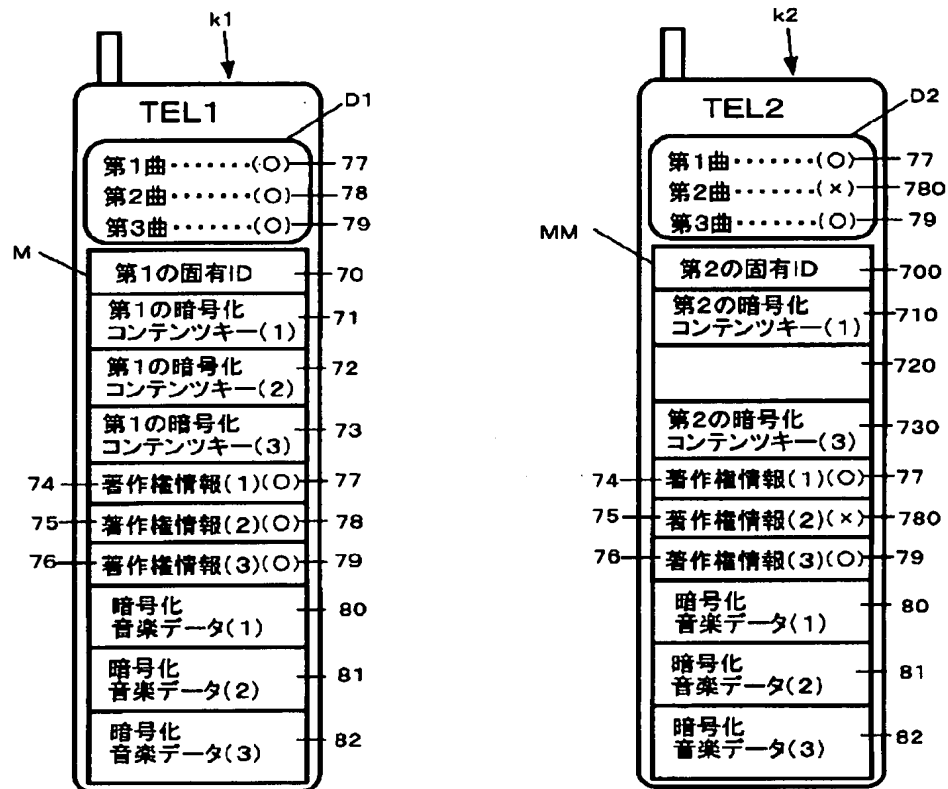 k1
TEL1
D1
第1曲・・・・・・・(○) 77
第2曲・・・・・・・(○) 78
第3曲・・・・・・・(○) 79
M
第1の固有ID 70
第1の暗号化
コンテンツキー(1) 71
第1の暗号化
コンテンツキー(2) 72
第1の暗号化
コンテンツキー(3) 73
74 著作権情報(1)(○) 77
75 著作権情報(2)(○) 78
76 著作権情報(3)(○) 79
暗号化
音楽データ(1) 80
暗号化
音楽データ(2) 81
暗号化
音楽データ(3) 82
k2
TEL2
D2
第1曲・・・・・・・(○) 77
第2曲・・・・・・・(×) 780
第3曲・・・・・・・(○) 79
MM
第2の固有ID 700
第2の暗号化
コンテンツキー(1) 710
720
第2の暗号化
コンテンツキー(3) 730
74 著作権情報(1)(○) 77
75 著作権情報(2)(×) 780
76 著作権情報(3)(○) 79
暗号化
音楽データ(1) 80
暗号化
音楽データ(2) 81
暗号化
音楽データ(3) 82